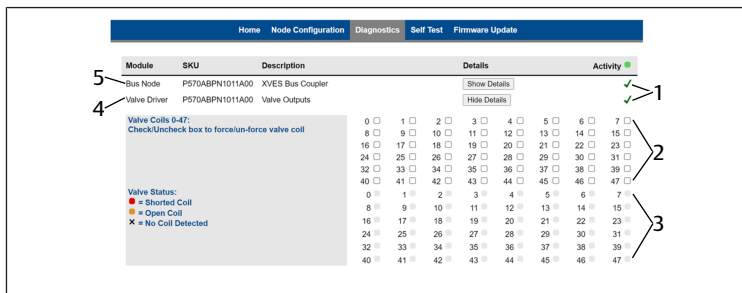 Home Node Configuration Diagnostics Self Test Firmware Update
Module SKU Description Details Activity
5 Bus Node P570ABPN1011A00 XVES Bus Coupler Show Details 1
4 Valve Driver P570ABPN1011A00 Valve Outputs Hide Details
Valve Coils 0-47:
Check/Uncheck box to force/un-force valve coil
0 1 2 3 4 5 6 7
8 9 10 11 12 13 14 15
16 17 18 19 20 21 22 23
2
24 25 26 27 28 29 30 31
32 33 34 35 36 37 38 39
40 41 42 43 44 45 46 47
Valve Status:
= Shorted Coil
= Open Coil
X = No Coil Detected
0 1 2 3 4 5 6 7
8 9 10 11 12 13 14 15
16 17 18 19 20 21 22 23
3
24 25 26 27 28 29 30 31
32 33 34 35 36 37 38 39
40 41 42 43 44 45 46 47